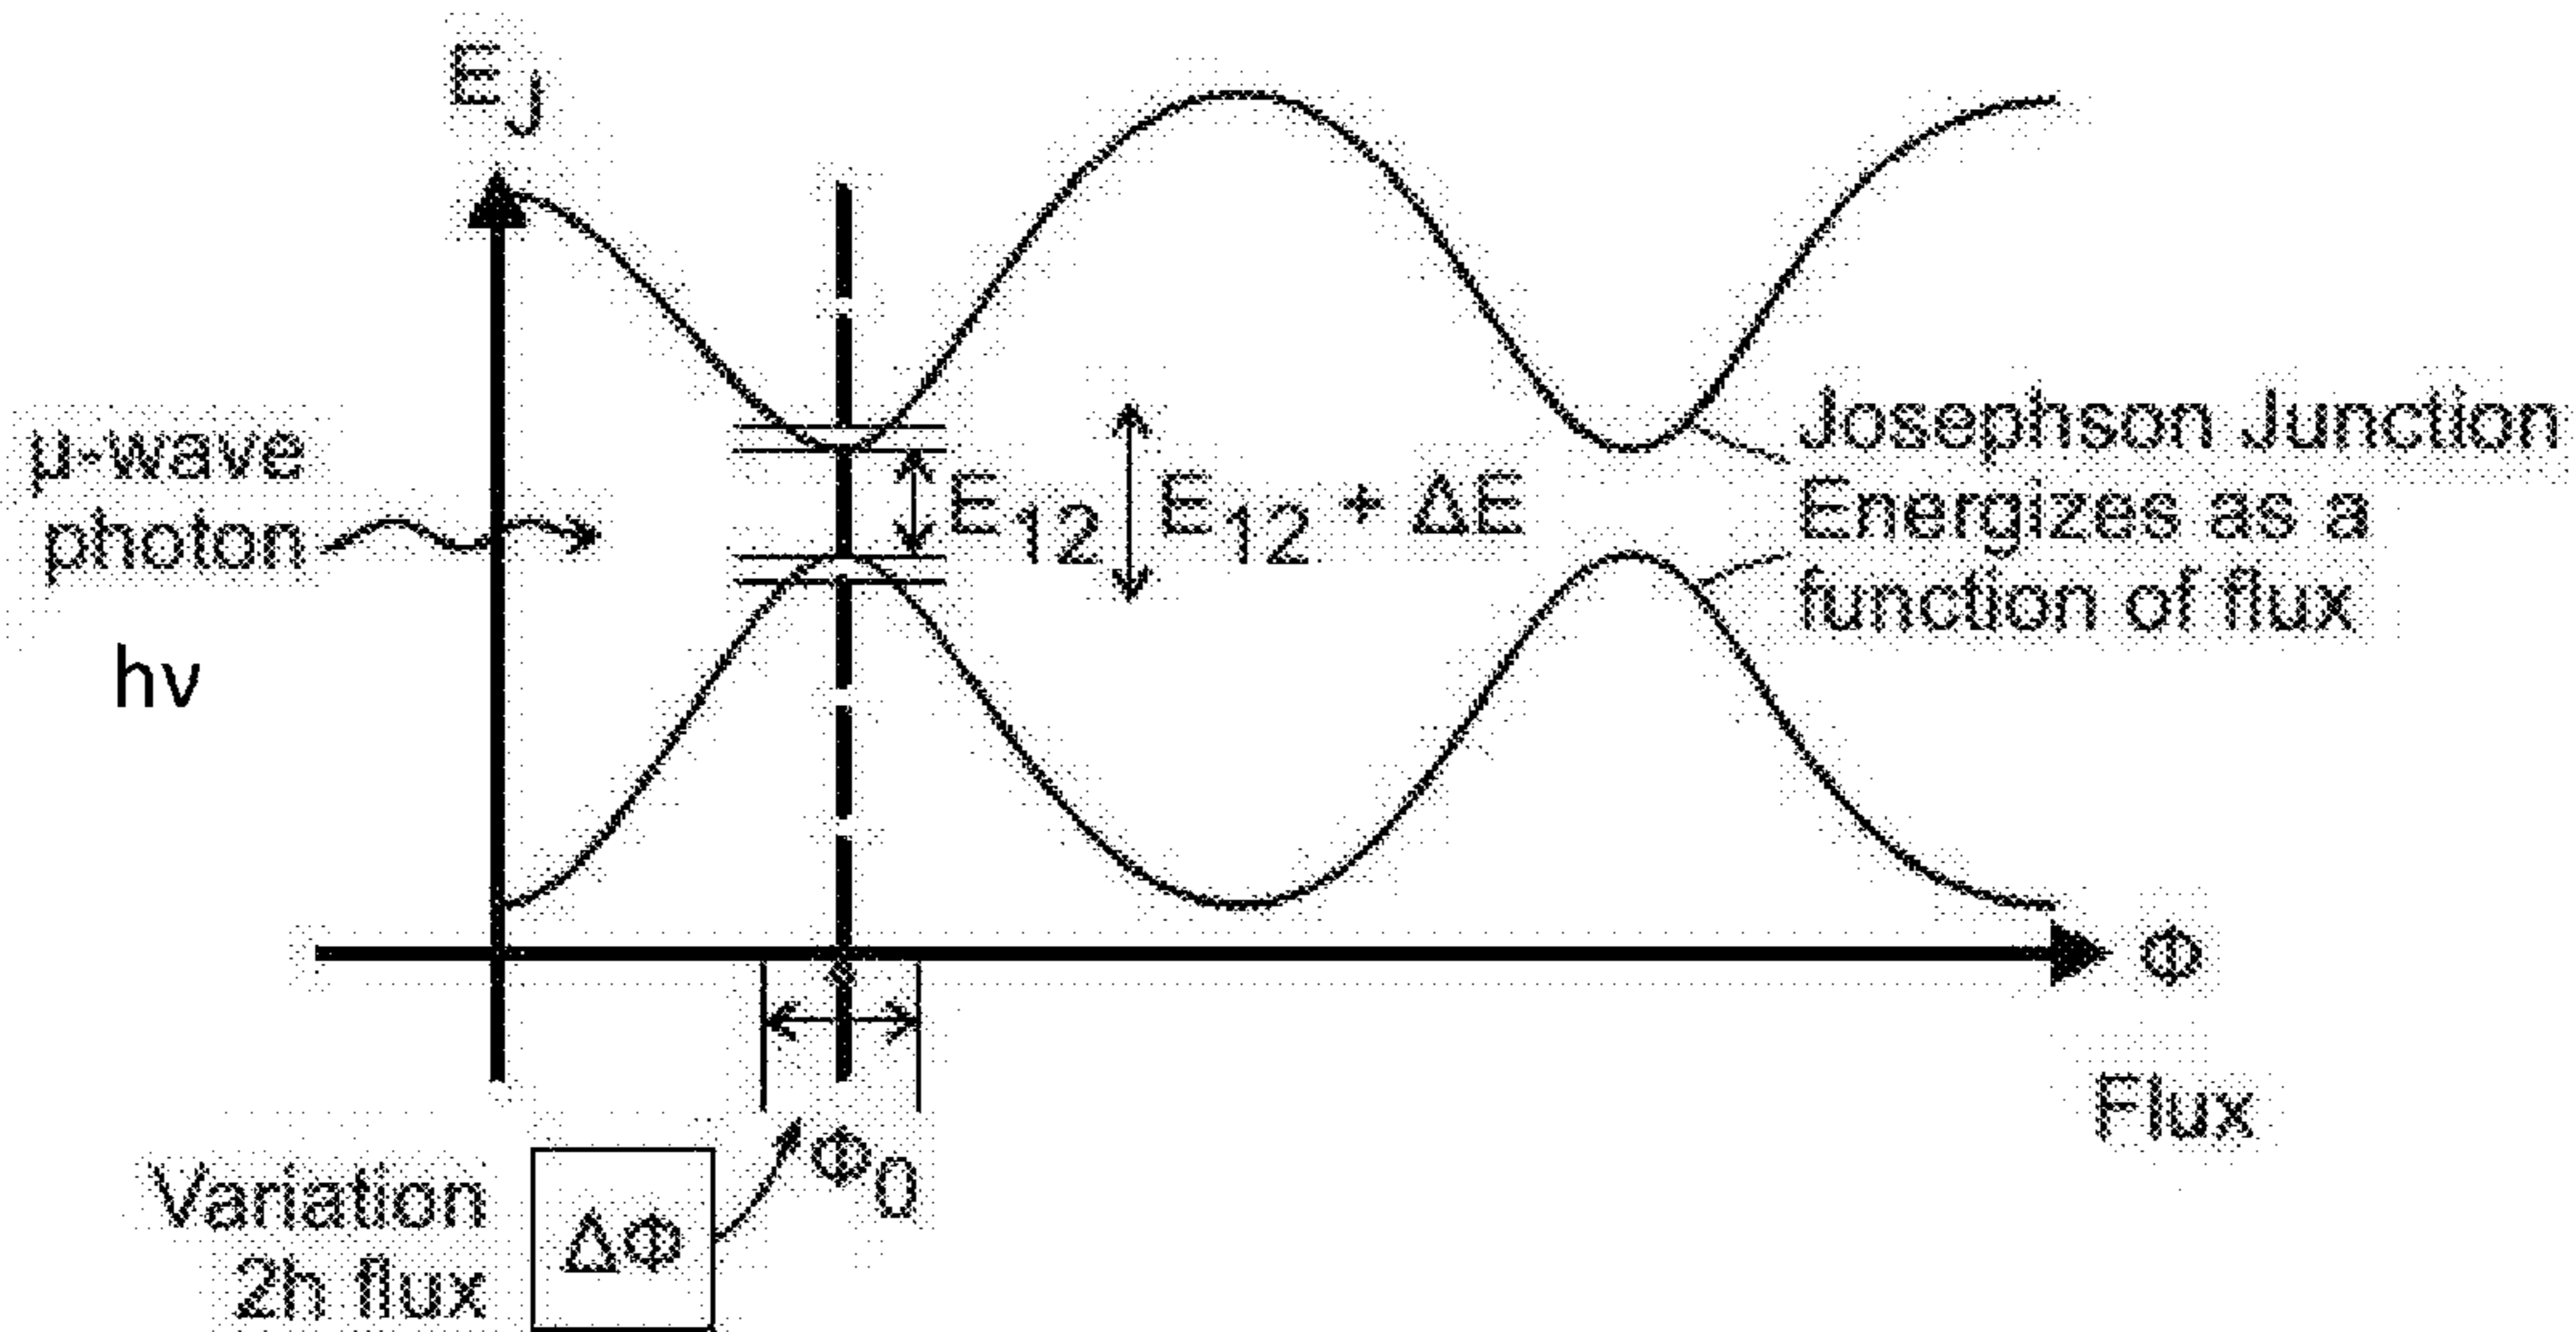 E_J
μ-wave
photon
hν
E_12
E_12 + ΔE
Josephson Junction
Energizes as a
function of flux
Φ
Flux
Φ_0
Variation
2h flux
ΔΦ